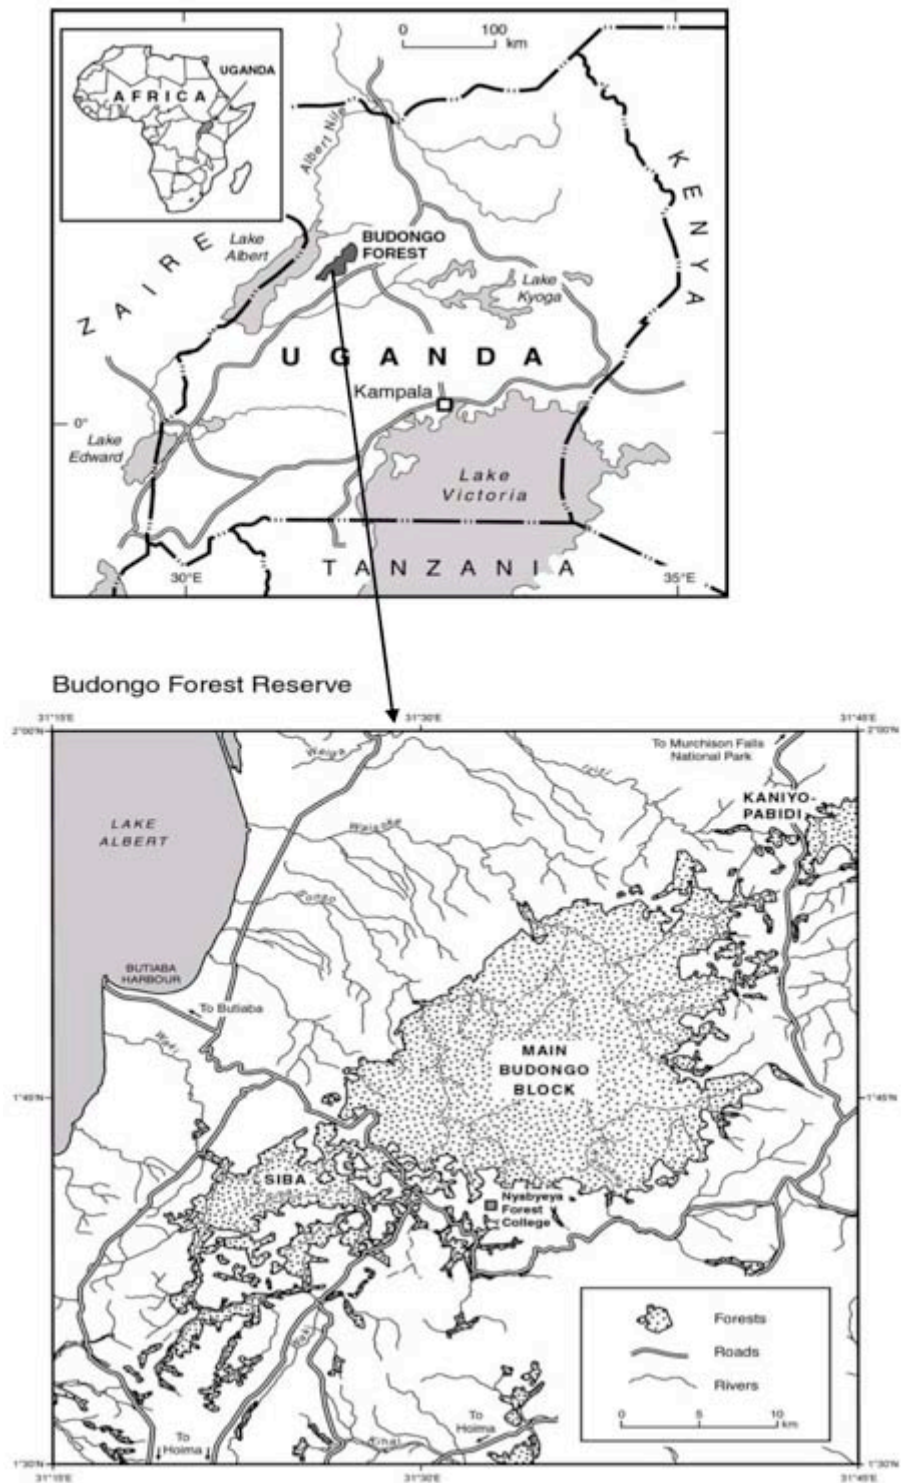 0 100
km
UGANDA
AFRICA
Albert Nile
KENYA
ZAIRE
Lake
Albert
BUDONGO
FOREST
Lake
Kyoga
UGANDA
Kampala
0°
Lake
Edward
Lake
Victoria
TANZANIA
30°E
35°E
Budongo Forest Reserve
31°15'E
31°30'E
31°45'E
2°00'N
2°00'N
Waiga
To Murchison Falls
National Park
KANIYO-
PABIDI
LAKE
ALBERT
Waisoke
BUTIABA
HARBOUR
To Butiaba
Waki
MAIN
BUDONGO
BLOCK
1°45'N
1°45'N
SIBA
Nyabyeya
Forest
College
Forests
Roads
Rivers
0 5 10
km
To
Hoima
To
Hoima
1°30'N
1°30'N
31°15'E
31°30'E
31°45'E